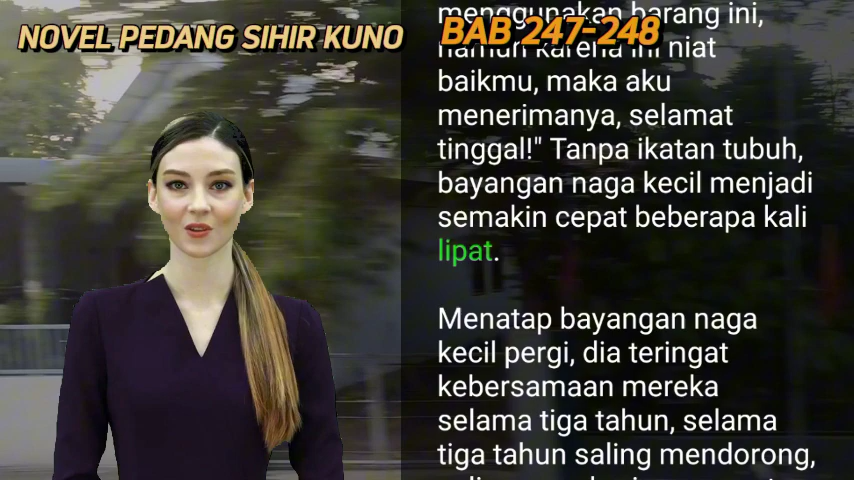 NOVEL PEDANG SIHIR KUNO
BAB 247-248
menggunakan barang ini,
namun karena ini niat
baikmu, maka aku
menerimanya, selamat
tinggal!" Tanpa ikatan tubuh,
bayangan naga kecil menjadi
semakin cepat beberapa kali
lipat.
Menatap bayangan naga
kecil pergi, dia teringat
kebersamaan mereka
selama tiga tahun, selama
tiga tahun saling mendorong,